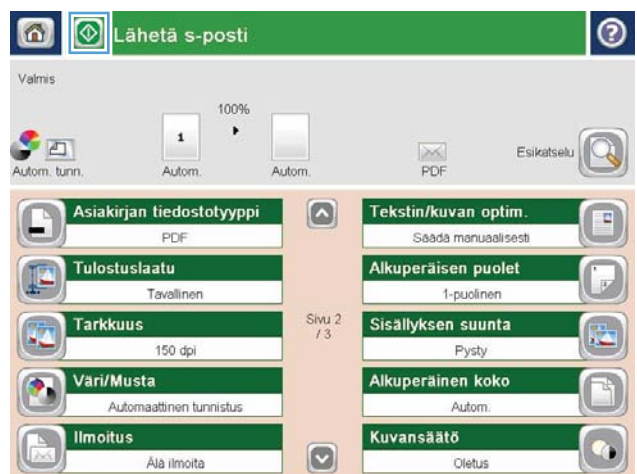 Lähetä s-posti
Valmis
100%
1
Autom. tunn.
Autom.
Autom.
PDF
Esikatselu
Asiakirjan tiedostotyyppi
PDF
Tulostuslaatu
Tavallinen
Tarkkuus
150 dpi
Väri/Musta
Automaattinen tunnistus
Ilmoitus
Älä ilmoita
Sivu 2
/ 3
Tekstin/kuvan optim.
Säädä manuaalisesti
Alkuperäisen puolet
1-puolinen
Sisällyksen suunta
Pysty
Alkuperäinen koko
Autom.
Kuvansäätö
Oletus